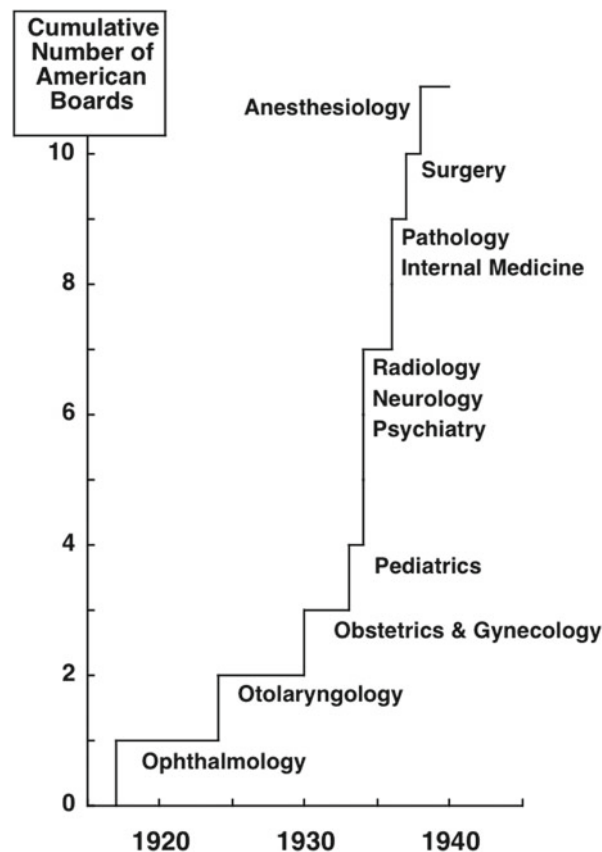 Cumulative
Number of
American
Boards
Anesthesiology
10
Surgery
Pathology
Internal Medicine
8
Radiology
Neurology
6
Psychiatry
4
Pediatrics
Obstetrics & Gynecology
2
Otolaryngology
Ophthalmology
0
1920 1930 1940